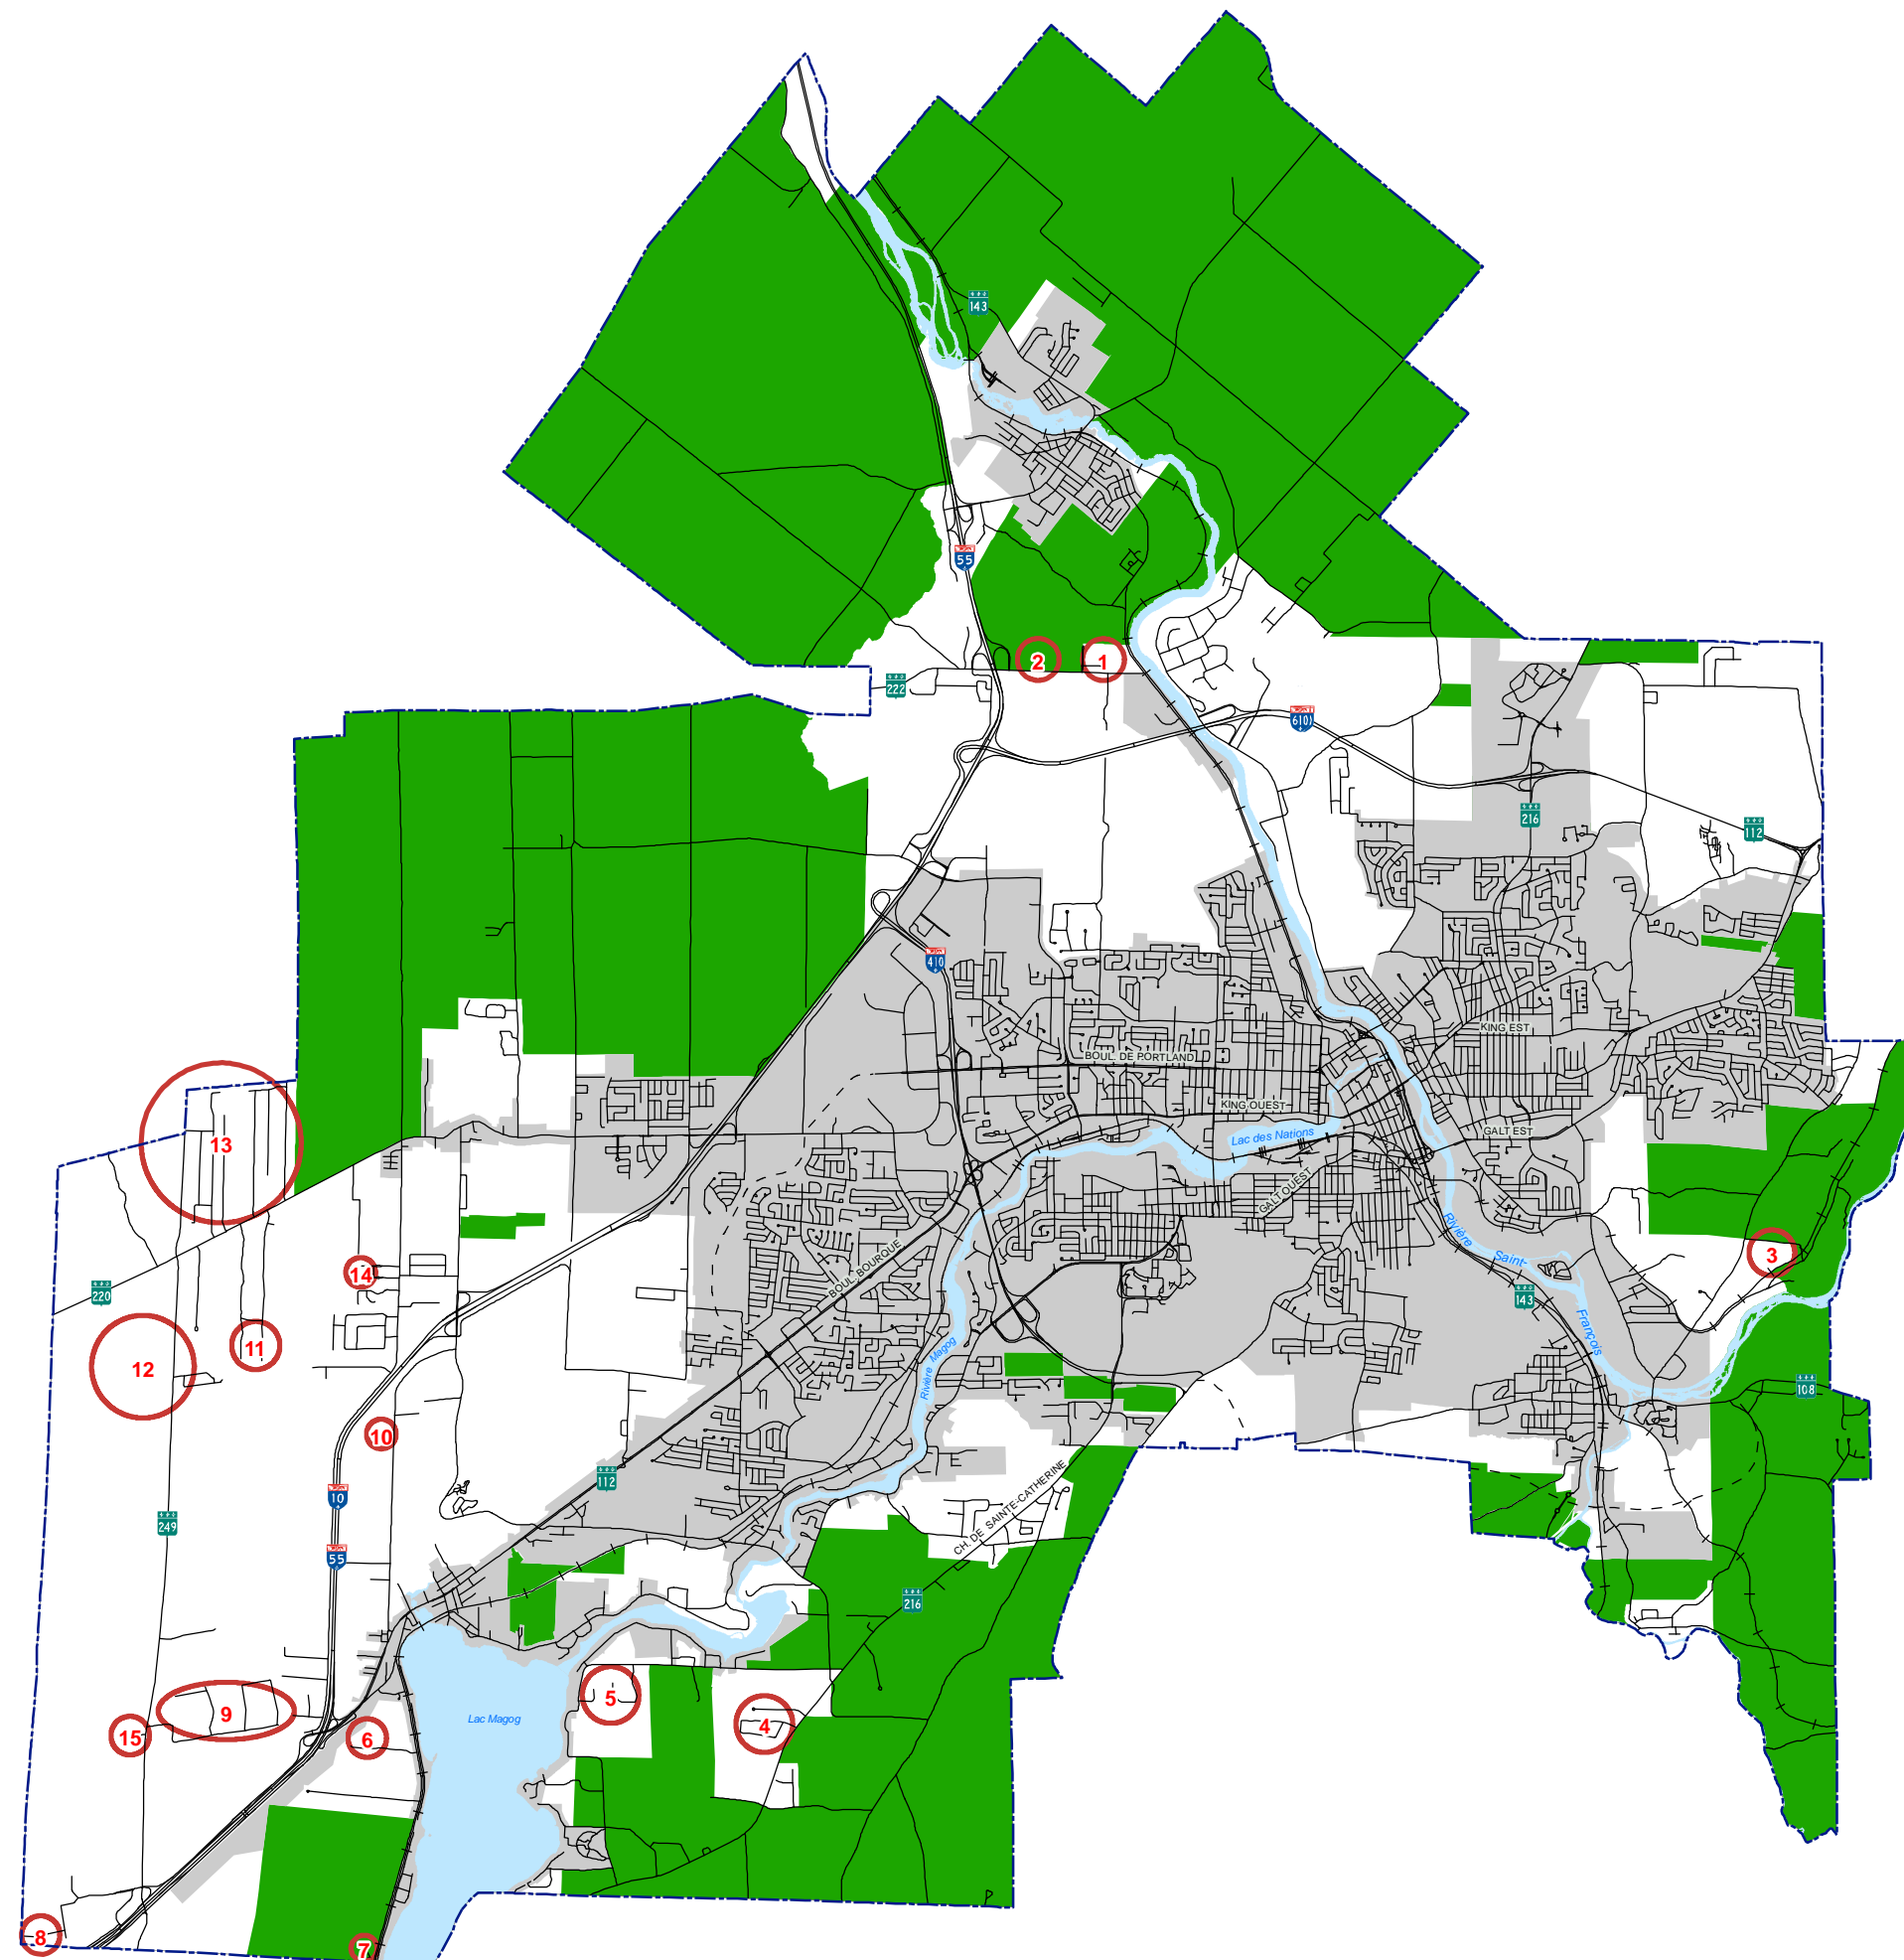 143
55
2
1
222
610
216
112
410
KING EST
BOUL. DE PORTLAND
KING OUEST
Lac des Nations
GALT EST
13
GALT OUEST
Rivière
Saint-
François
3
BOUL. BOURQUE
14
220
143
11
12
Rivière Magog
108
10
112
CH. DE SAINTE-CATHERINE
10
249
55
216
5
9
Lac Magog
4
15
6
8
7